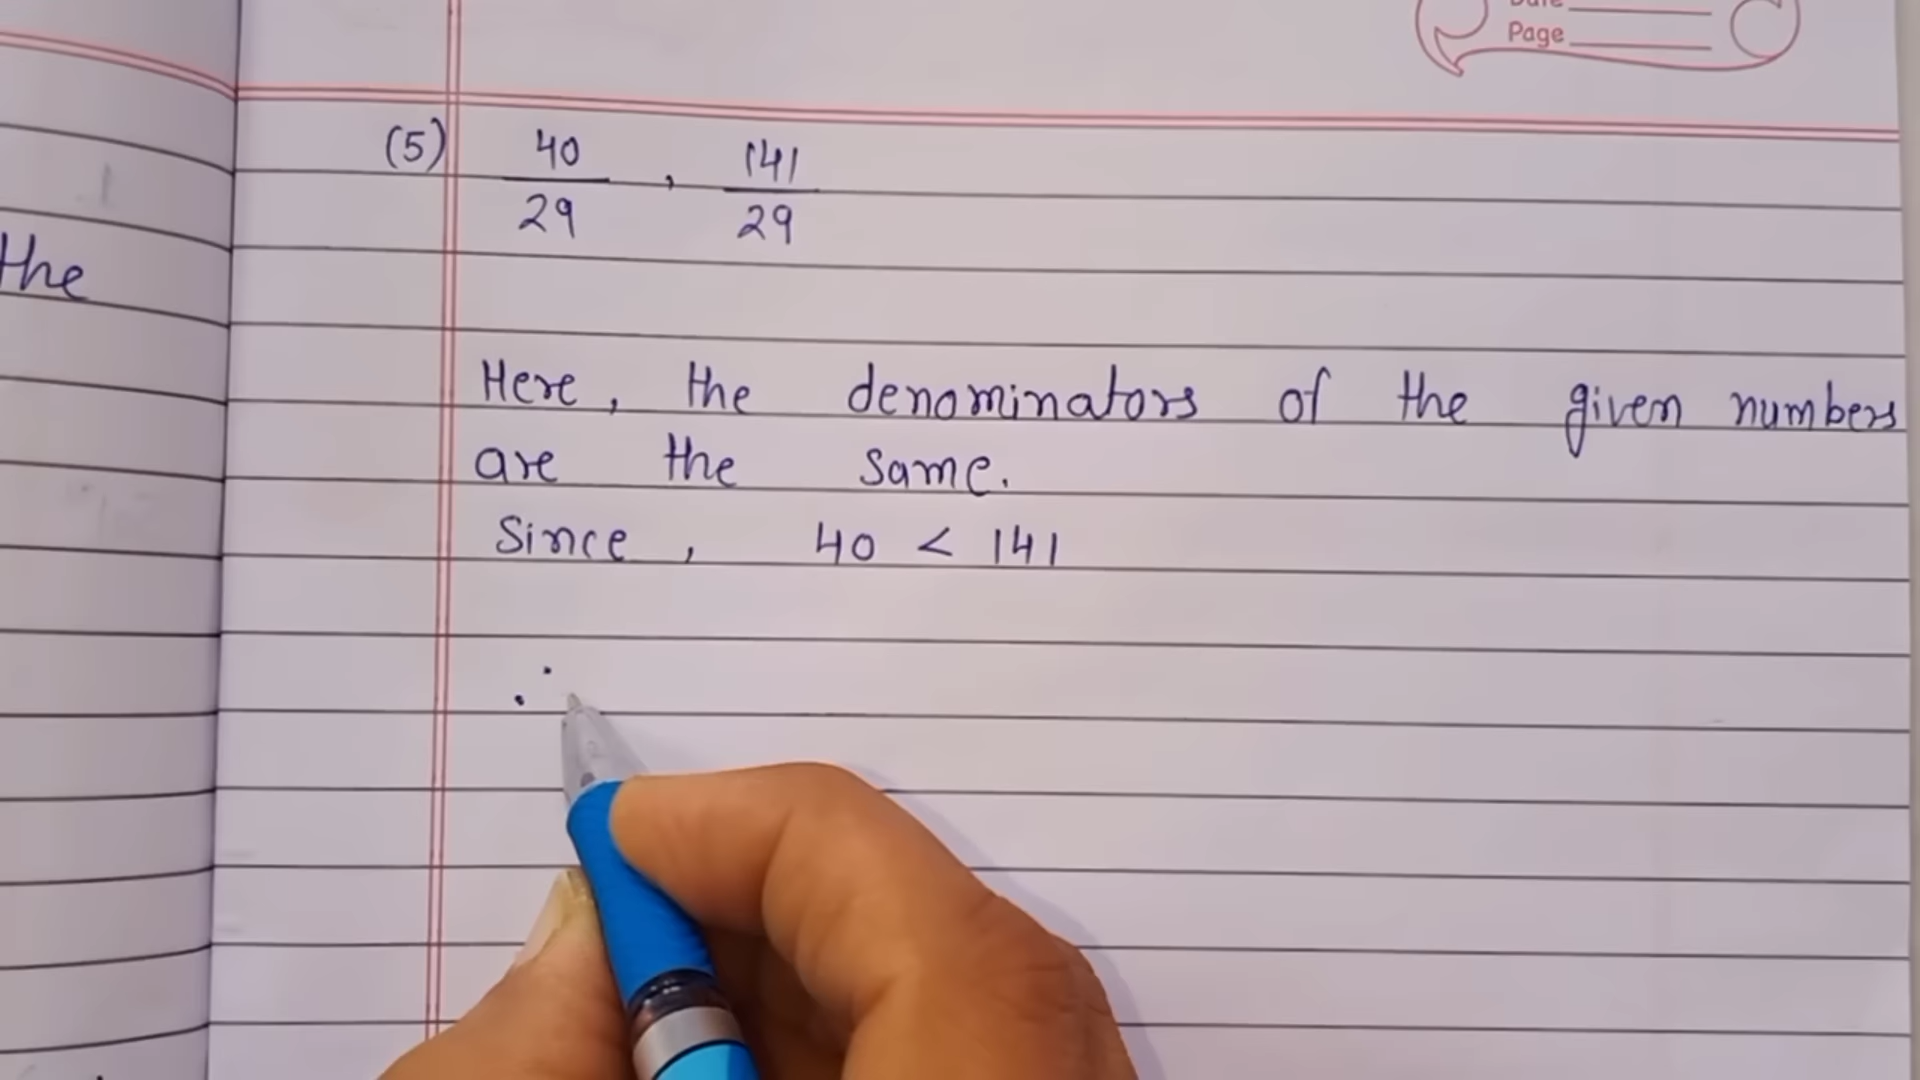 Date
Page
the
(5) 40/29 , 141/29
Here, the denominators of the given numbers
are the same.
Since, 40 < 141
∴